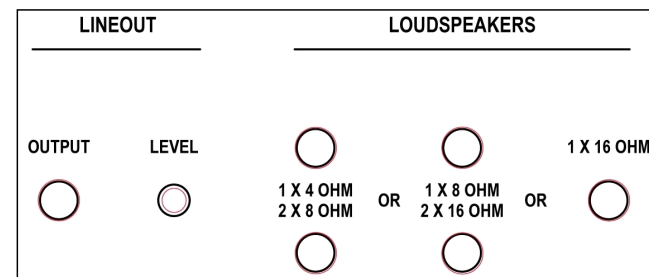 LINEOUT
LOUDSPEAKERS
OUTPUT
LEVEL
1 X 16 OHM
1 X 4 OHM
2 X 8 OHM
OR
1 X 8 OHM
2 X 16 OHM
OR